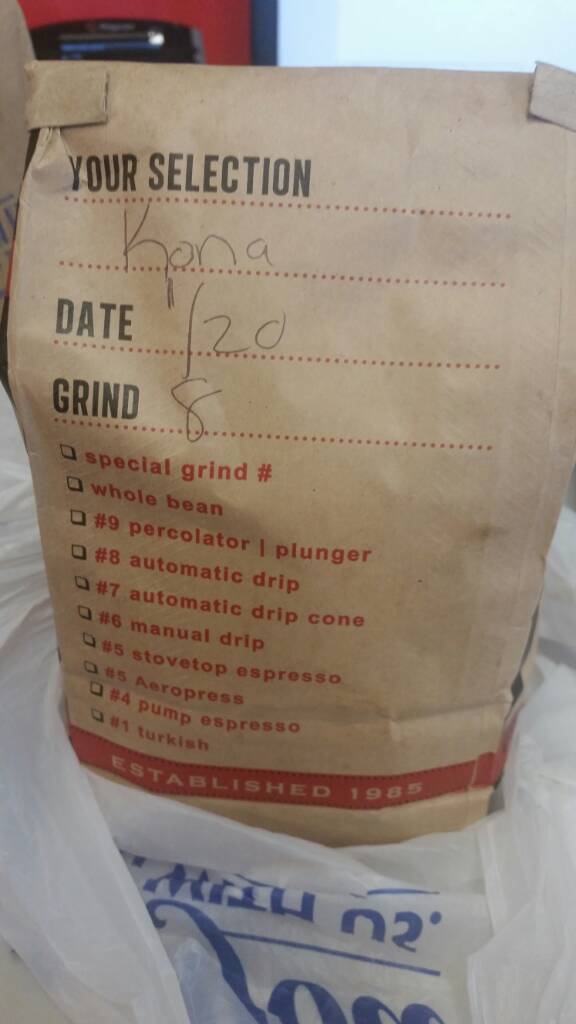 YOUR SELECTION
Kona
DATE 1/20
GRIND 8
special grind #
whole bean
#9 percolator | plunger
#8 automatic drip
#7 automatic drip cone
#6 manual drip
#5 stovetop espresso
#5 Aeropress
#4 pump espresso
#1 turkish
ESTABLISHED 1985